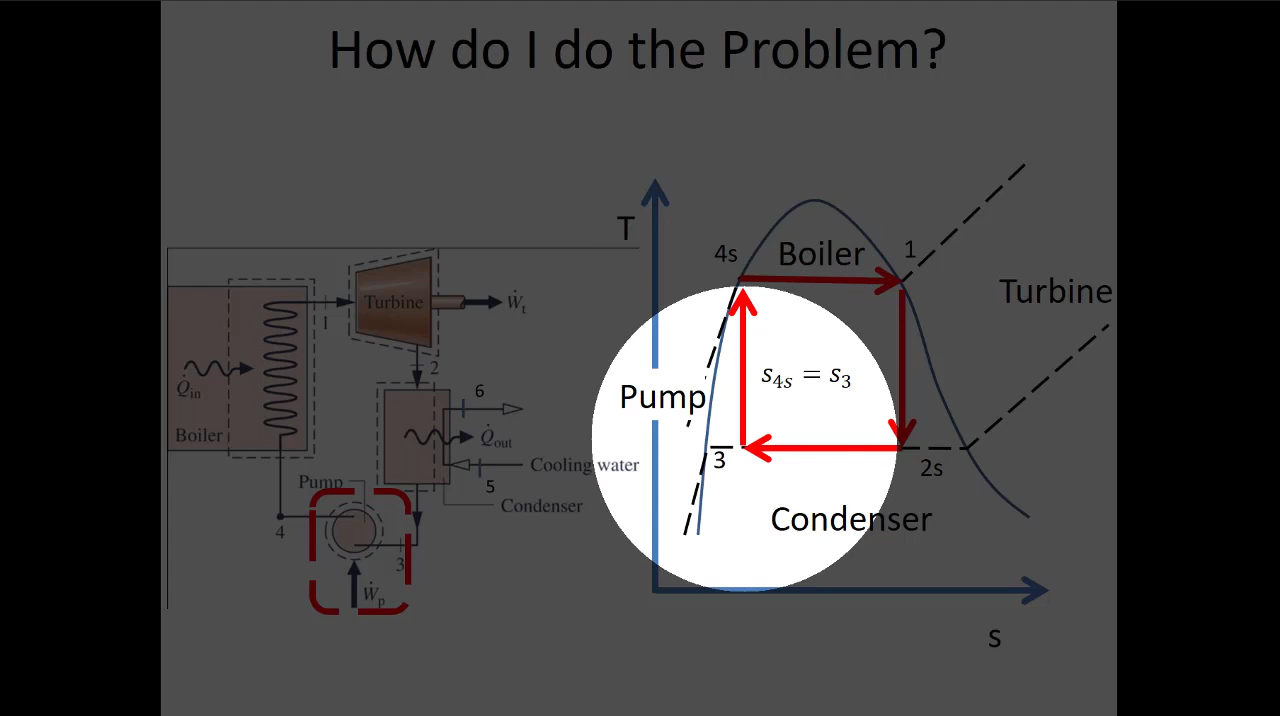 How do I do the Problem?
T
4s
Boiler
1
Turbine
Turbine
Ẇt
1
2
6
Q̇in
Boiler
Q̇out
Cooling water
5
Condenser
Pump
4
3
Ẇp
Pump
s4s = s3
3
2s
Condenser
s